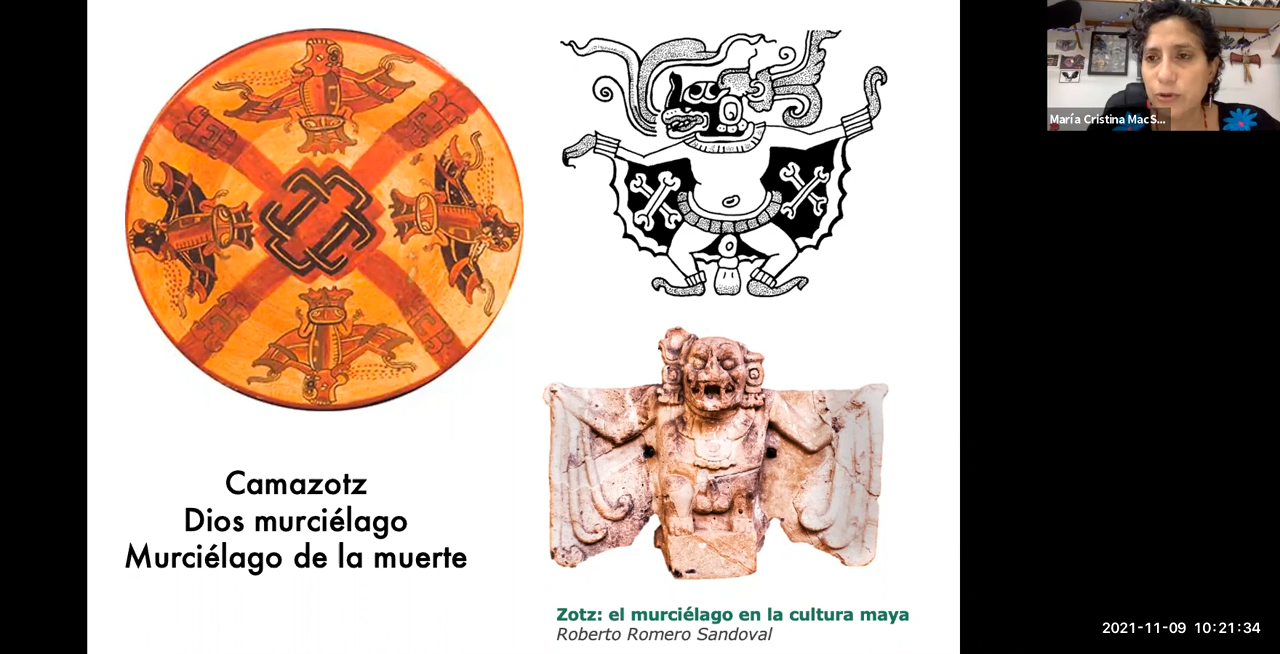 María Cristina MacS...
Camazotz
Dios murciélago
Murciélago de la muerte
Zotz: el murciélago en la cultura maya
Roberto Romero Sandoval
2021-11-09 10:21:34